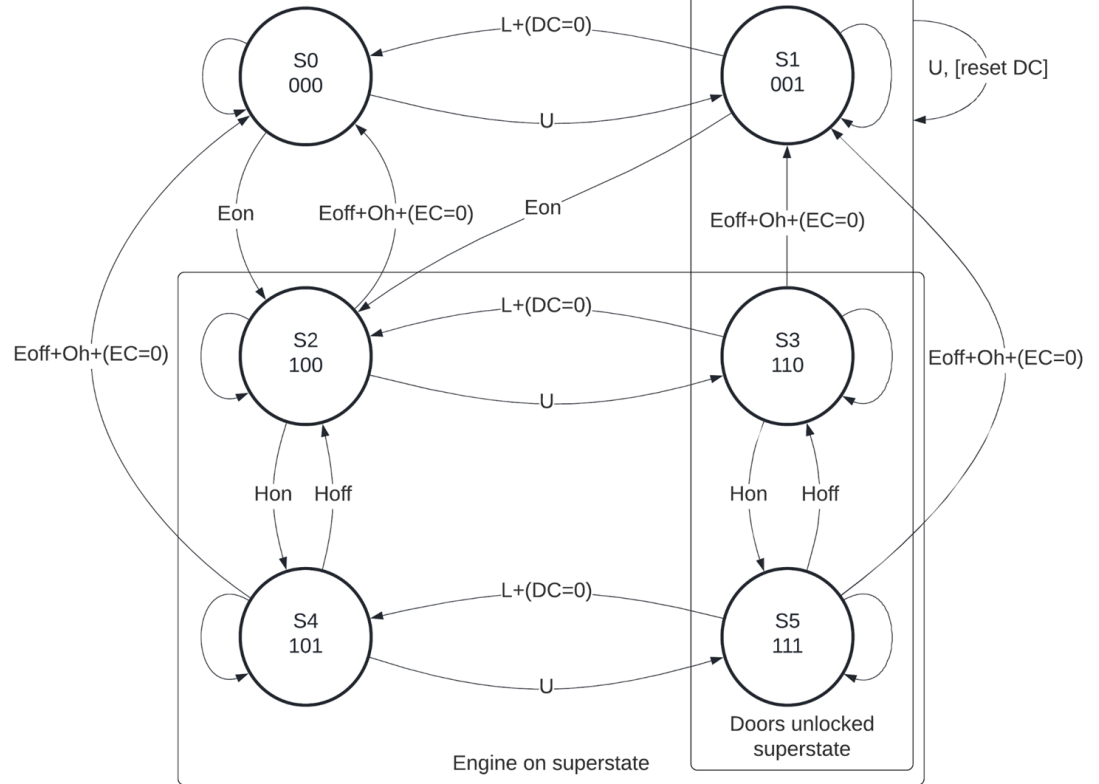 L+(DC=0)
S0
000
S1
001
U, [reset DC]
U
Eon
Eoff+Oh+(EC=0)
Eon
Eoff+Oh+(EC=0)
L+(DC=0)
S2
100
S3
110
Eoff+Oh+(EC=0)
Eoff+Oh+(EC=0)
U
Hon
Hoff
Hon
Hoff
L+(DC=0)
S4
101
S5
111
U
Doors unlocked
superstate
Engine on superstate